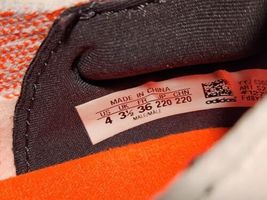 MADE IN CHINA
US UK FR JP CHN
4 3½ 36 220 220
MALE/MALE
adidas